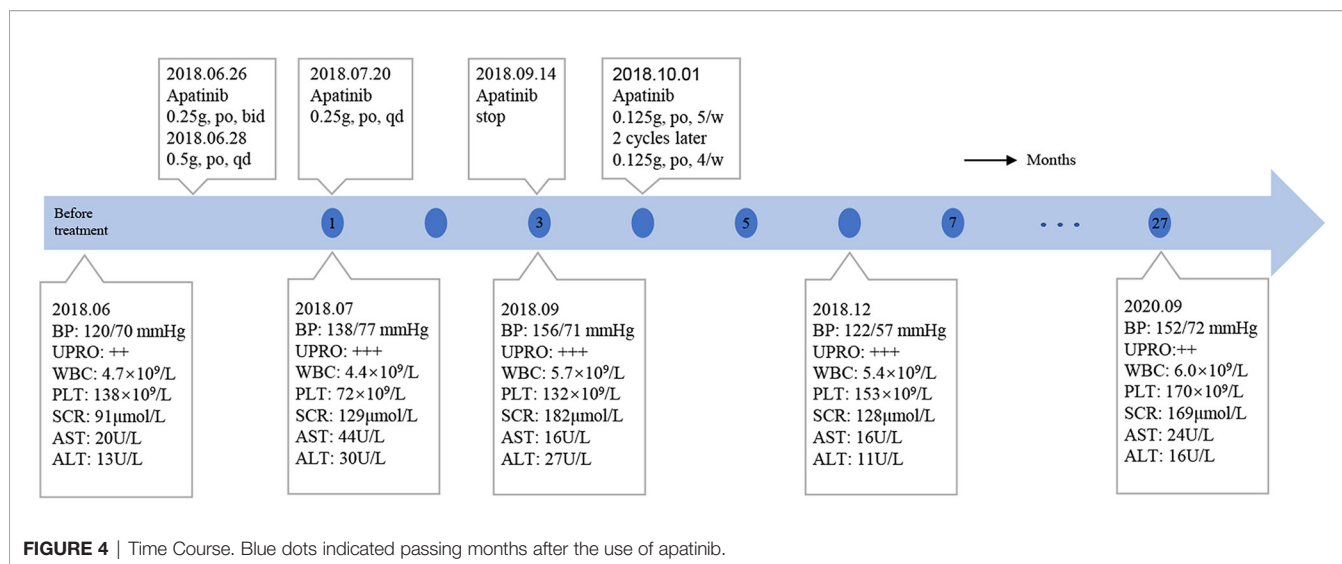 2018.06.26
Apatinib
0.25g, po, bid
2018.06.28
0.5g, po, qd
2018.07.20
Apatinib
0.25g, po, qd
2018.09.14
Apatinib
stop
2018.10.01
Apatinib
0.125g, po, 5/w
2 cycles later
0.125g, po, 4/w
Months
Before
treatment
1
3
5
7
...
27
2018.06
BP: 120/70 mmHg
UPRO: ++
WBC: 4.7×10⁹/L
PLT: 138×10⁹/L
SCR: 91μmol/L
AST: 20U/L
ALT: 13U/L
2018.07
BP: 138/77 mmHg
UPRO: +++
WBC: 4.4×10⁹/L
PLT: 72×10⁹/L
SCR: 129μmol/L
AST: 44U/L
ALT: 30U/L
2018.09
BP: 156/71 mmHg
UPRO: +++
WBC: 5.7×10⁹/L
PLT: 132×10⁹/L
SCR: 182μmol/L
AST: 16U/L
ALT: 27U/L
2018.12
BP: 122/57 mmHg
UPRO: +++
WBC: 5.4×10⁹/L
PLT: 153×10⁹/L
SCR: 128μmol/L
AST: 16U/L
ALT: 11U/L
2020.09
BP: 152/72 mmHg
UPRO:++
WBC: 6.0×10⁹/L
PLT: 170×10⁹/L
SCR: 169μmol/L
AST: 24U/L
ALT: 16U/L
FIGURE 4 | Time Course. Blue dots indicated passing months after the use of apatinib.